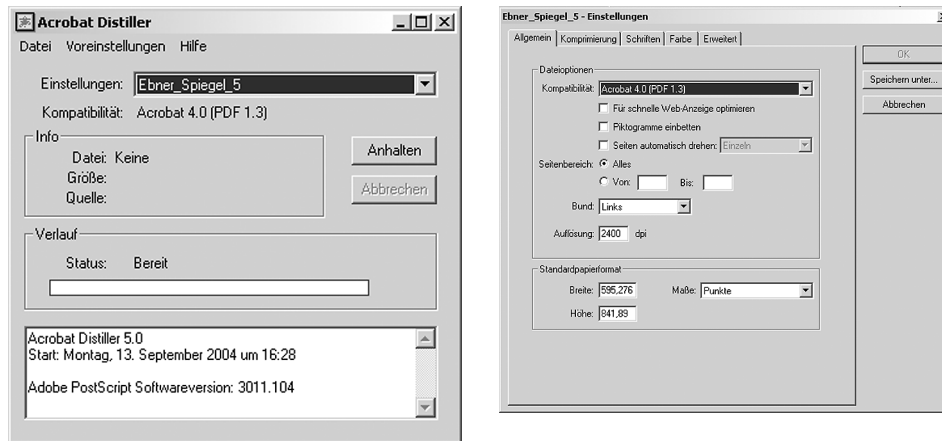 Acrobat Distiller
Datei Voreinstellungen Hilfe
Einstellungen: Ebner_Spiegel_5
Kompatibilität: Acrobat 4.0 (PDF 1.3)
Info
Datei: Keine
Größe:
Quelle:
Anhalten
Abbrechen
Verlauf
Status: Bereit
Acrobat Distiller 5.0
Start: Montag, 13. September 2004 um 16:28
Adobe PostScript Softwareversion: 3011.104
Ebner_Spiegel_5 - Einstellungen
Allgemein Komprimierung Schriften Farbe Erweitert
OK
Speichern unter...
Abbrechen
Dateioptionen
Kompatibilität: Acrobat 4.0 (PDF 1.3)
Für schnelle Web-Anzeige optimieren
Piktogramme einbetten
Seiten automatisch drehen: Einzeln
Seitenbereich: Alles
Von: Bis:
Bund: Links
Auflösung: 2400 dpi
Standardpapierformat
Breite: 595,276 Maße: Punkte
Höhe: 841,89